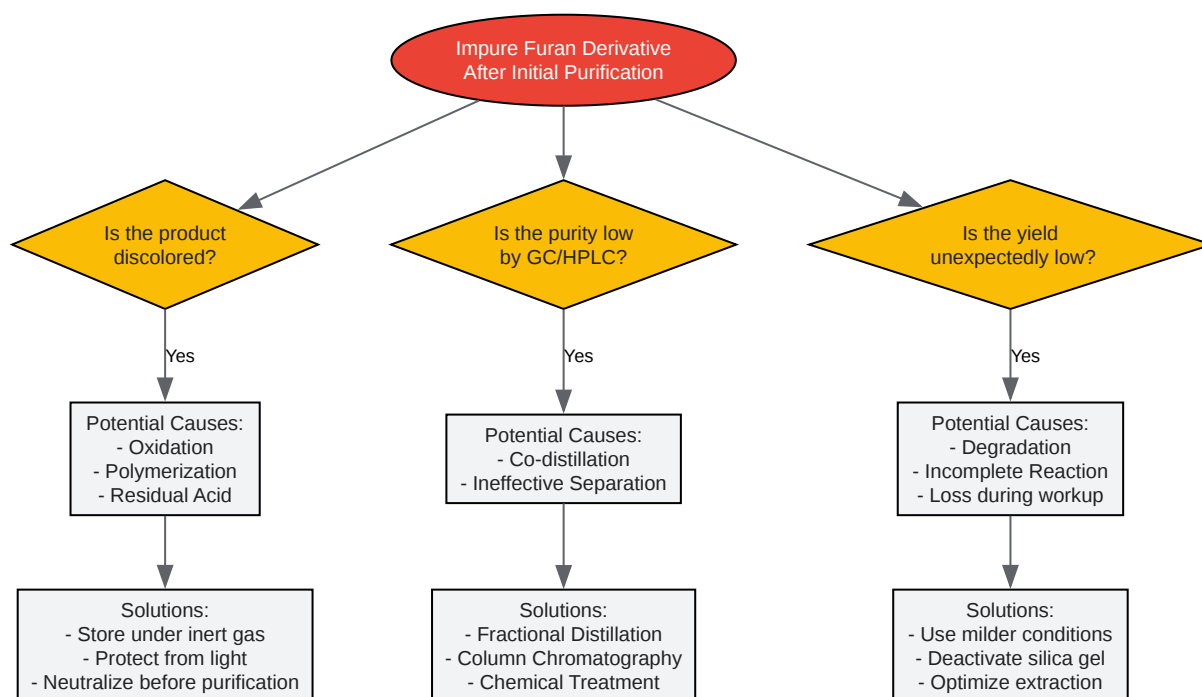 Impure Furan Derivative
After Initial Purification
Is the product
discolored?
Is the purity low
by GC/HPLC?
Is the yield
unexpectedly low?
Yes
Yes
Yes
Potential Causes:
- Oxidation
- Polymerization
- Residual Acid
Potential Causes:
- Co-distillation
- Ineffective Separation
Potential Causes:
- Degradation
- Incomplete Reaction
- Loss during workup
Solutions:
- Store under inert gas
- Protect from light
- Neutralize before purification
Solutions:
- Fractional Distillation
- Column Chromatography
- Chemical Treatment
Solutions:
- Use milder conditions
- Deactivate silica gel
- Optimize extraction